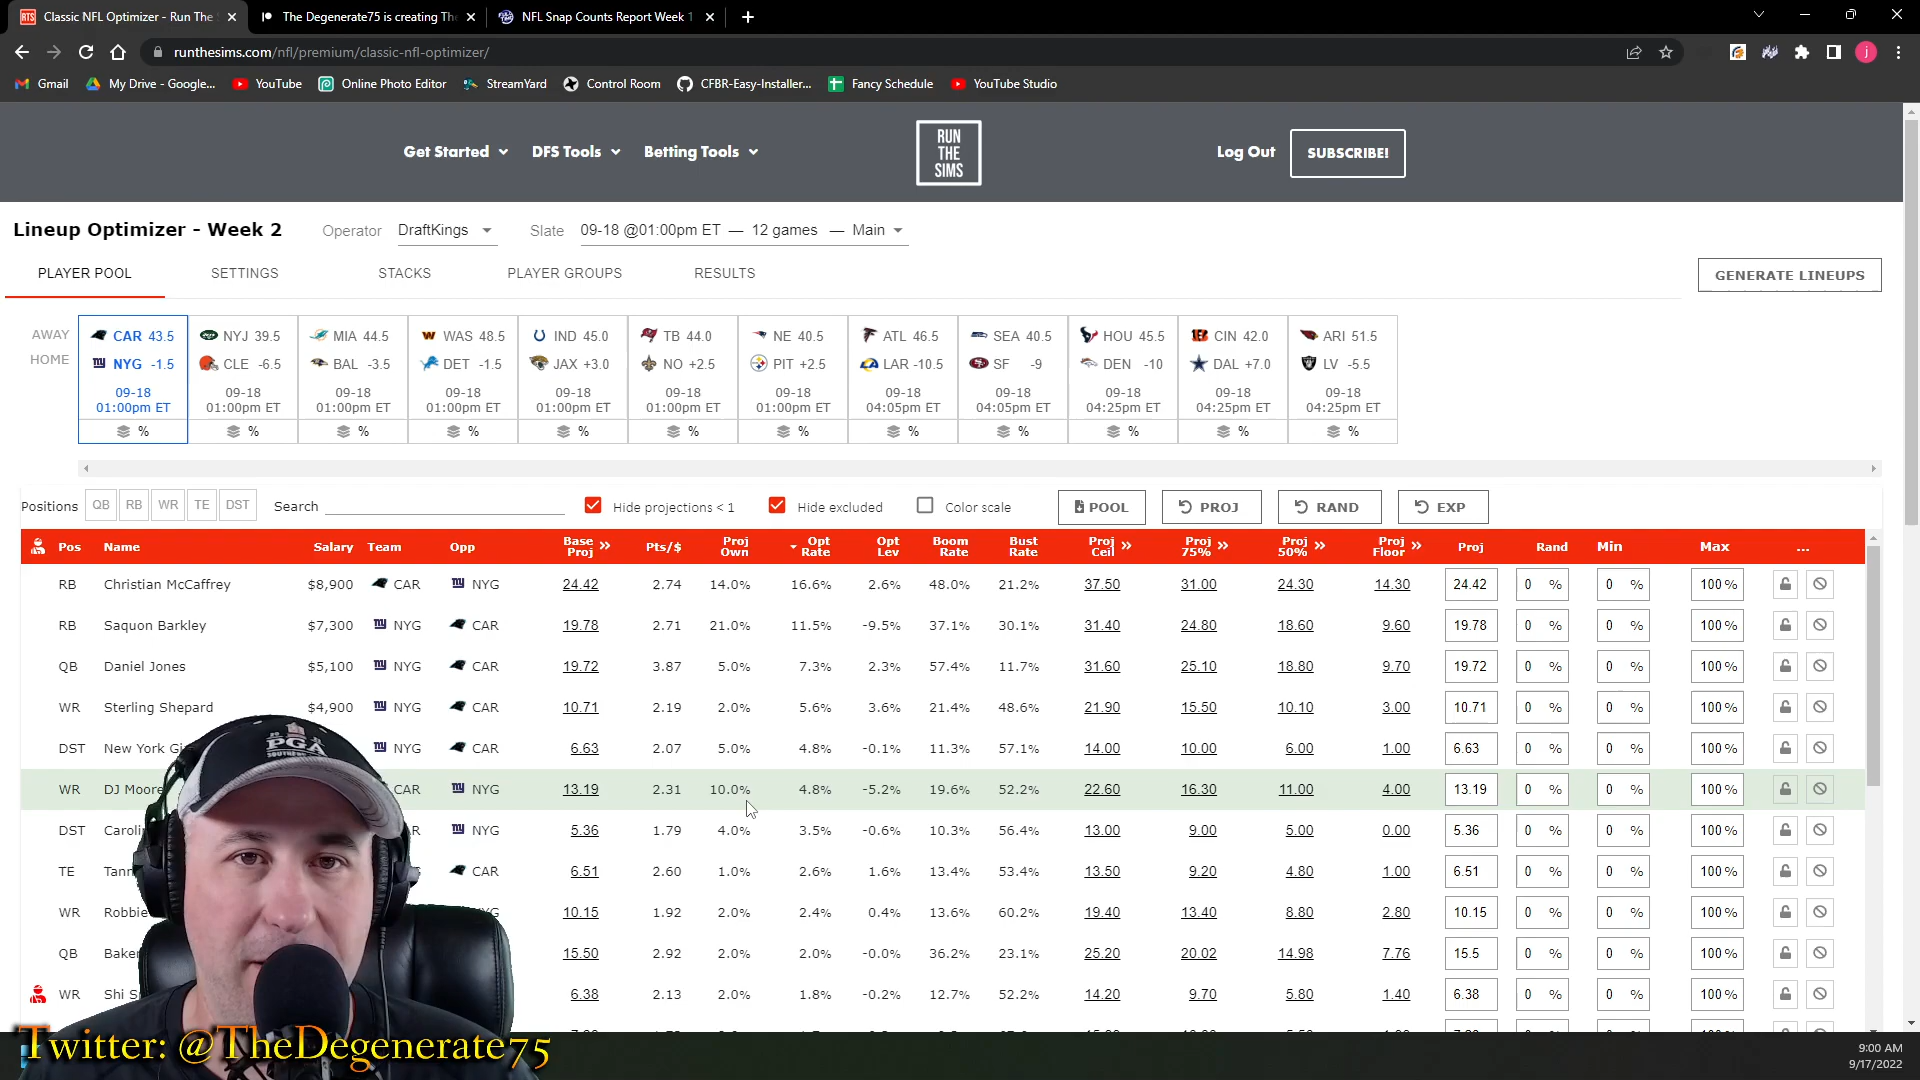 Classic NFL Optimizer - Run The
The Degenerate75 is creating The
NFL Snap Counts Report Week 1
runthesims.com/nfl/premium/classic-nfl-optimizer/
Gmail My Drive - Google... YouTube Online Photo Editor StreamYard Control Room CFBR-Easy-Installer... Fancy Schedule YouTube Studio
Get Started DFS Tools Betting Tools
RUN
THE
SIMS
Log Out SUBSCRIBE!
Lineup Optimizer - Week 2 Operator DraftKings Slate 09-18 @01:00pm ET — 12 games — Main
PLAYER POOL SETTINGS STACKS PLAYER GROUPS RESULTS GENERATE LINEUPS
AWAY CAR 43.5 NYJ 39.5 MIA 44.5 WAS 48.5 IND 45.0 TB 44.0 NE 40.5 ATL 46.5 SEA 40.5 HOU 45.5 CIN 42.0 ARI 51.5
HOME NYG -1.5 CLE -6.5 BAL -3.5 DET -1.5 JAX +3.0 NO +2.5 PIT +2.5 LAR -10.5 SF -9 DEN -10 DAL +7.0 LV -5.5
09-18 09-18 09-18 09-18 09-18 09-18 09-18 09-18 09-18 09-18 09-18 09-18
01:00pm ET 01:00pm ET 01:00pm ET 01:00pm ET 01:00pm ET 01:00pm ET 01:00pm ET 04:05pm ET 04:05pm ET 04:25pm ET 04:25pm ET 04:25pm ET
% % % % % % % % % % % %
Positions QB RB WR TE DST Search Hide projections < 1 Hide excluded Color scale POOL PROJ RAND EXP
Pos Name Salary Team Opp Base Proj Pts/$ Proj Own Opt Rate Opt Lev Boom Rate Bust Rate Proj Ceil Proj 75% Proj 50% Proj Floor Proj Rand Min Max ...
RB Christian McCaffrey $8,900 CAR NYG 24.42 2.74 14.0% 16.6% 2.6% 48.0% 21.2% 37.50 31.00 24.30 14.30 24.42 0 % 0 % 100 %
RB Saquon Barkley $7,300 NYG CAR 19.78 2.71 21.0% 11.5% -9.5% 37.1% 30.1% 31.40 24.80 18.60 9.60 19.78 0 % 0 % 100 %
QB Daniel Jones $5,100 NYG CAR 19.72 3.87 5.0% 7.3% 2.3% 57.4% 11.7% 31.60 25.10 18.80 9.70 19.72 0 % 0 % 100 %
WR Sterling Shepard $4,900 NYG CAR 10.71 2.19 2.0% 5.6% 3.6% 21.4% 48.6% 21.90 15.50 10.10 3.00 10.71 0 % 0 % 100 %
DST New York Gi NYG CAR 6.63 2.07 5.0% 4.8% -0.1% 11.3% 57.1% 14.00 10.00 6.00 1.00 6.63 0 % 0 % 100 %
WR DJ Moore CAR NYG 13.19 2.31 10.0% 4.8% -5.2% 19.6% 52.2% 22.60 16.30 11.00 4.00 13.19 0 % 0 % 100 %
DST Caroli NYG 5.36 1.79 4.0% 3.5% -0.6% 10.3% 56.4% 13.00 9.00 5.00 0.00 5.36 0 % 0 % 100 %
TE Tann CAR 6.51 2.60 1.0% 2.6% 1.6% 13.4% 53.4% 13.50 9.20 4.80 1.00 6.51 0 % 0 % 100 %
WR Robbie NYG 10.15 1.92 2.0% 2.4% 0.4% 13.6% 60.2% 19.40 13.40 8.80 2.80 10.15 0 % 0 % 100 %
QB Baker 15.50 2.92 2.0% 2.0% -0.0% 36.2% 23.1% 25.20 20.02 14.98 7.76 15.5 0 % 0 % 100 %
WR Shi S 6.38 2.13 2.0% 1.8% -0.2% 12.7% 52.2% 14.20 9.70 5.80 1.40 6.38 0 % 0 % 100 %
PGA
Twitter: @TheDegenerate75
9:00 AM
9/17/2022